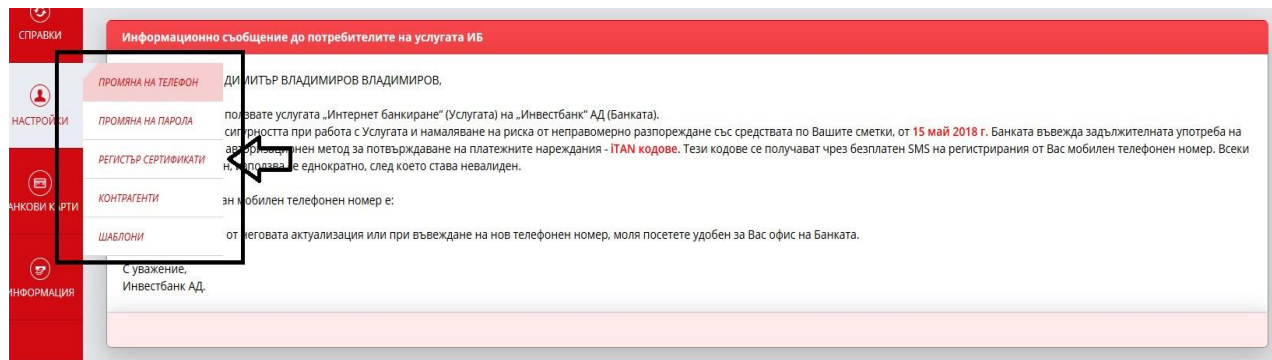 СПРАВКИ
НАСТРОЙКИ
АНКОВИ КАРТИ
ИНФОРМАЦИЯ
ПРОМЯНА НА ТЕЛЕФОН
ПРОМЯНА НА ПАРОЛА
РЕГИСТЪР СЕРТИФИКАТИ
КОНТРАГЕНТИ
ШАБЛОНИ
Информационно съобщение до потребителите на услугата ИБ
ДИМИТЪР ВЛАДИМИРОВ ВЛАДИМИРОВ,
ползвате услугата „Интернет банкиране“ (Услугата) на „Инвестбанк“ АД (Банката).
сигурността при работа с Услугата и намаляване на риска от неправомерно разпореждане със средствата по Вашите сметки, от 15 май 2018 г. Банката въвежда задължителната употреба на
авторизационен метод за потвърждаване на платежните нареждания - iTAN кодове. Тези кодове се получават чрез безплатен SMS на регистрирания от Вас мобилен телефонен номер. Всеки
използва се еднократно, след което става невалиден.
ан мобилен телефонен номер е:
от неговата актуализация или при въвеждане на нов телефонен номер, моля посетете удобен за Вас офис на Банката.
С уважение,
Инвестбанк АД.